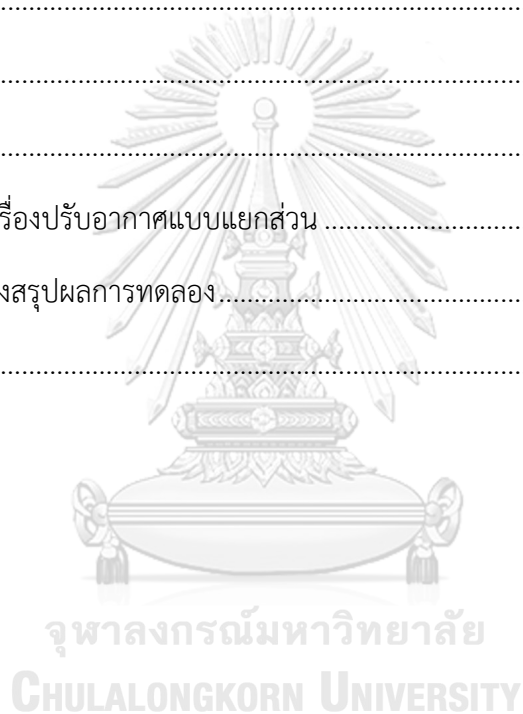 ....................................................................................
....................................................................................
....................................................................................
รื่องปรับอากาศแบบแยกส่วน ................................
งสรุปผลการทดลอง..................................................
....................................................................................
จุฬาลงกรณ์มหาวิทยาลัย
CHULALONGKORN UNIVERSITY